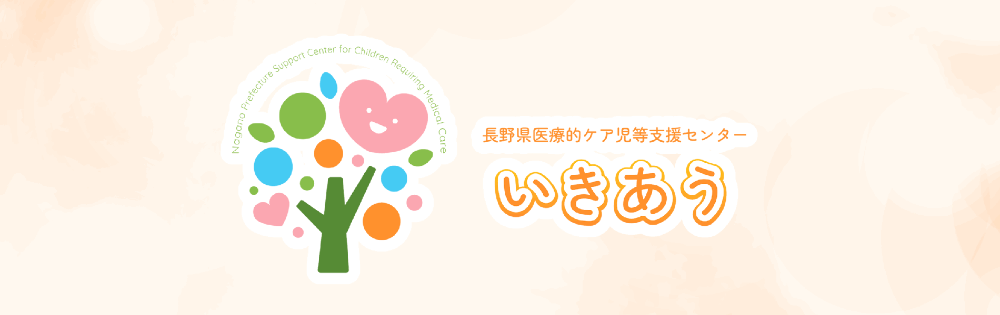 Nagano Prefecture Support Center for Children Requiring Medical Care
長野県医療的ケア児等支援センター
いきあう